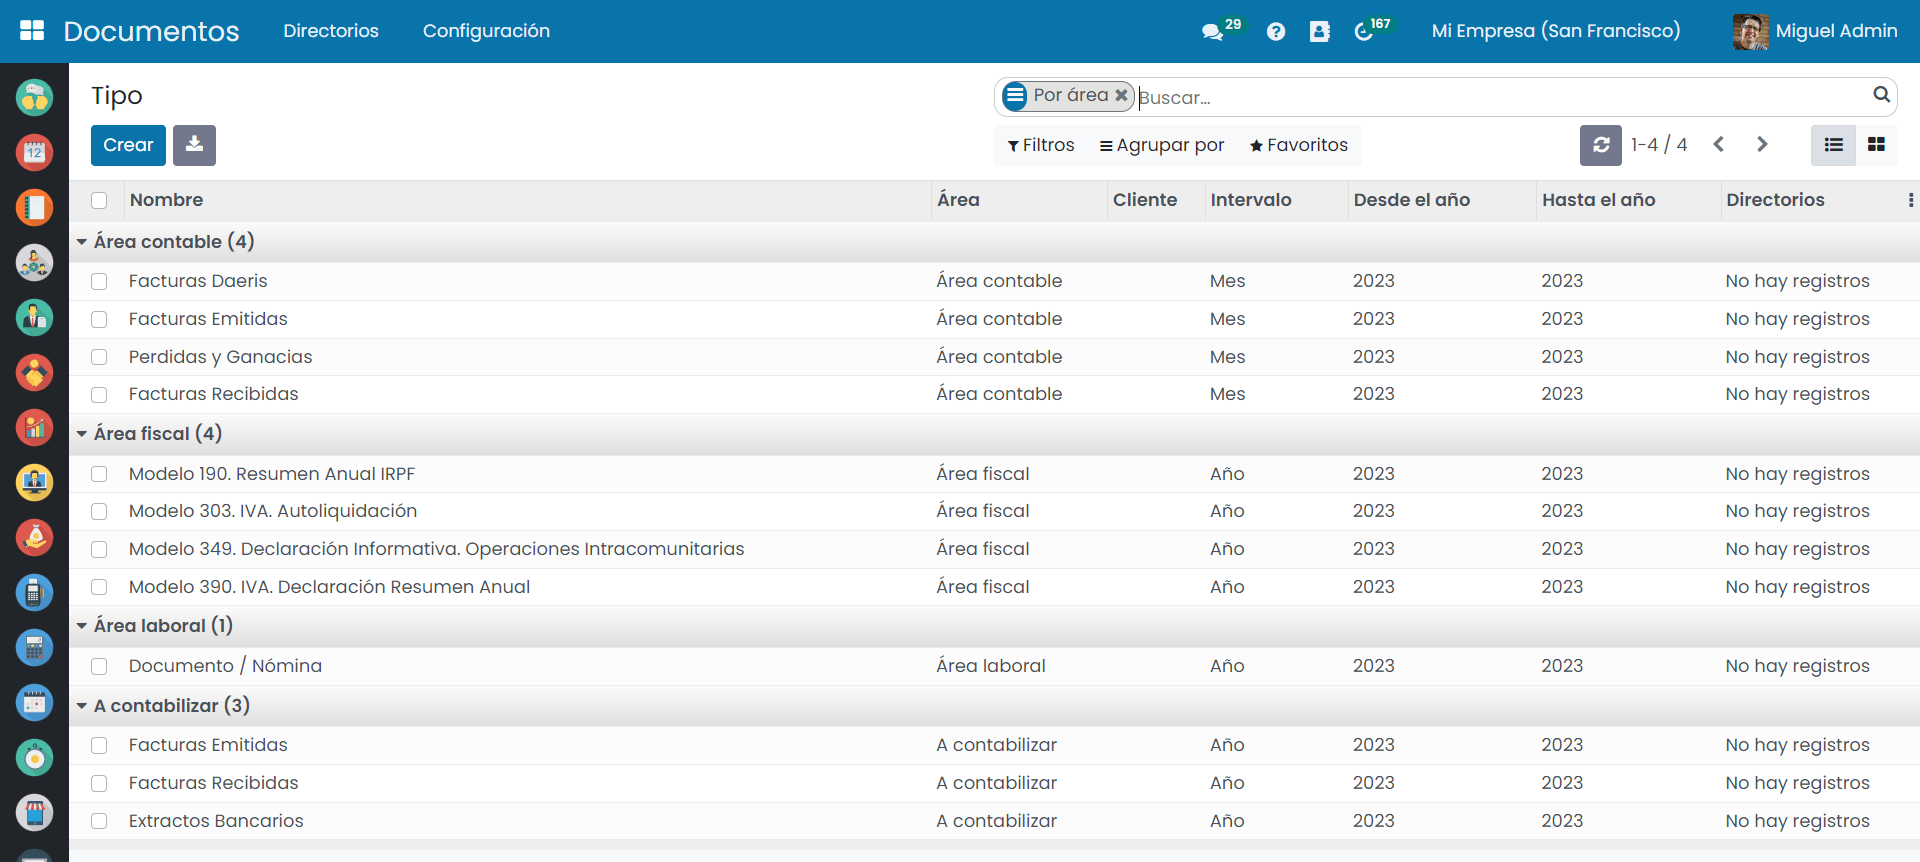 Documentos Directorios Configuración 29 167 Mi Empresa (San Francisco) Miguel Admin
Tipo
Por área Buscar...
Crear Filtros Agrupar por Favoritos 1-4 / 4
Nombre Área Cliente Intervalo Desde el año Hasta el año Directorios
Área contable (4)
Facturas Daeris Área contable Mes 2023 2023 No hay registros
Facturas Emitidas Área contable Mes 2023 2023 No hay registros
Perdidas y Ganacias Área contable Mes 2023 2023 No hay registros
Facturas Recibidas Área contable Mes 2023 2023 No hay registros
Área fiscal (4)
Modelo 190. Resumen Anual IRPF Área fiscal Año 2023 2023 No hay registros
Modelo 303. IVA. Autoliquidación Área fiscal Año 2023 2023 No hay registros
Modelo 349. Declaración Informativa. Operaciones Intracomunitarias Área fiscal Año 2023 2023 No hay registros
Modelo 390. IVA. Declaración Resumen Anual Área fiscal Año 2023 2023 No hay registros
Área laboral (1)
Documento / Nómina Área laboral Año 2023 2023 No hay registros
A contabilizar (3)
Facturas Emitidas A contabilizar Año 2023 2023 No hay registros
Facturas Recibidas A contabilizar Año 2023 2023 No hay registros
Extractos Bancarios A contabilizar Año 2023 2023 No hay registros
12